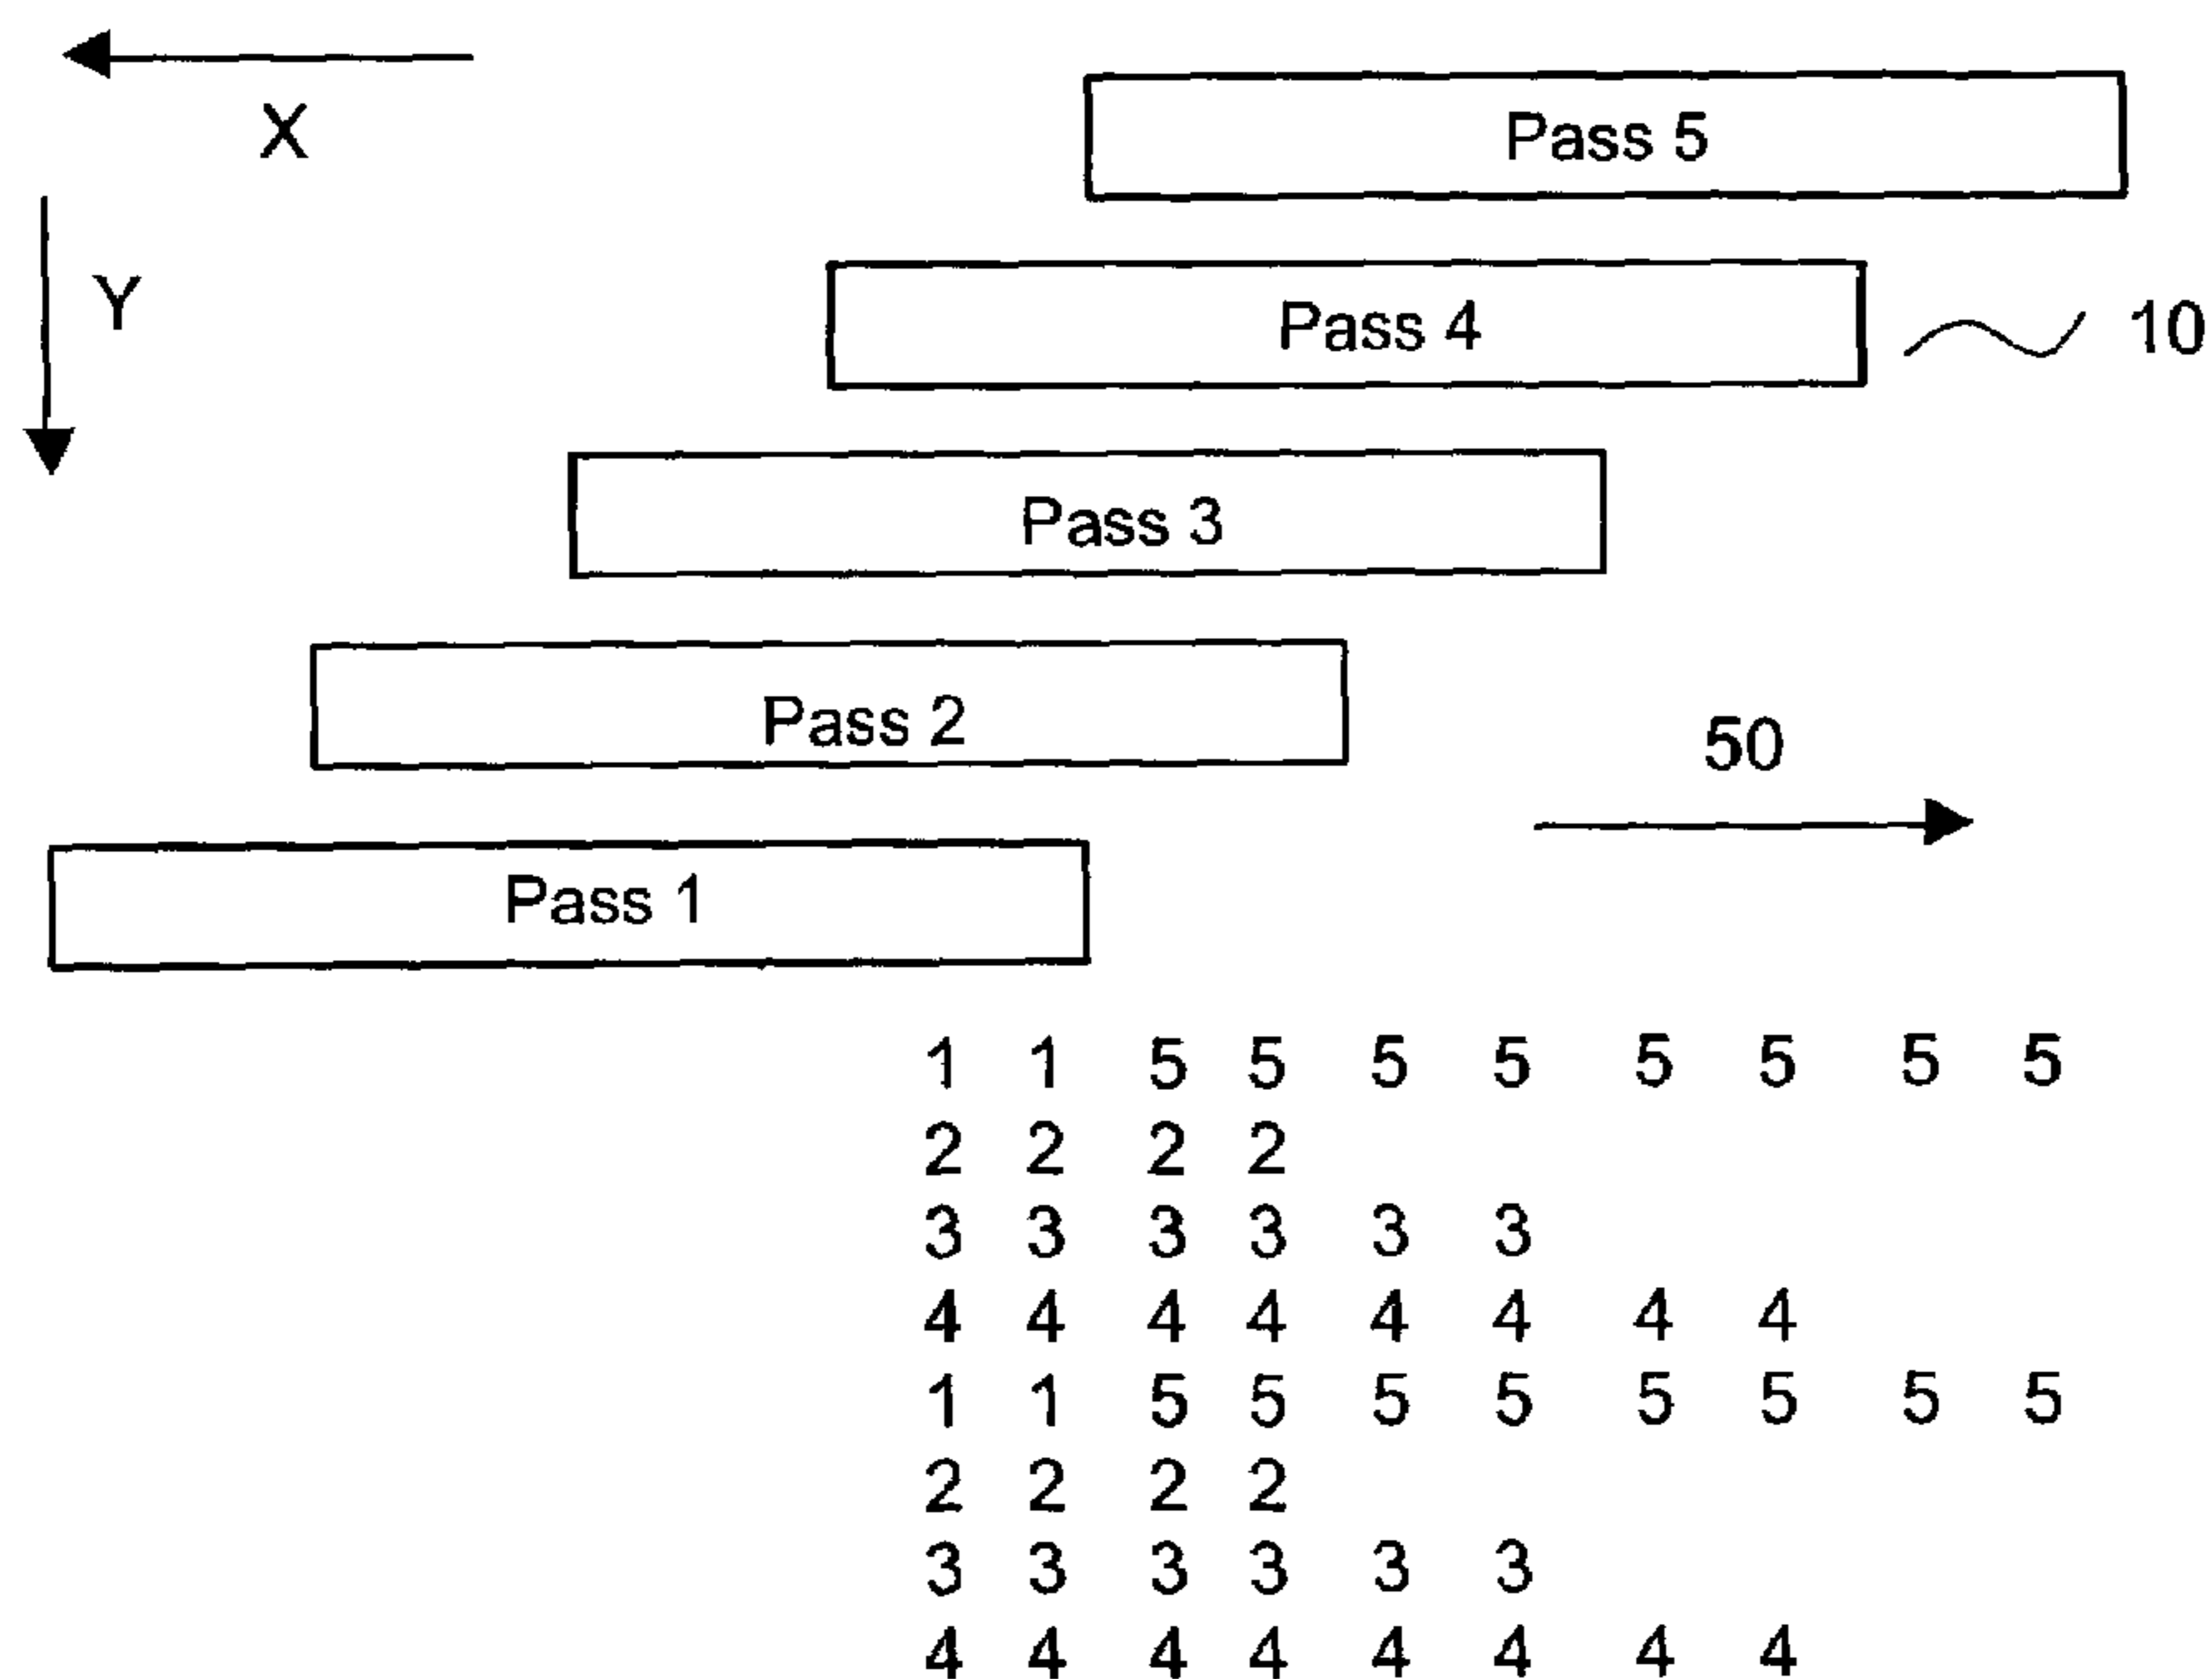 X
Pass 5
Y
Pass 4
10
Pass 3
Pass 2
50
Pass 1
1 1 5 5 5 5 5 5 5 5
2 2 2 2
3 3 3 3 3 3
4 4 4 4 4 4 4 4
1 1 5 5 5 5 5 5 5 5
2 2 2 2
3 3 3 3 3 3
4 4 4 4 4 4 4 4